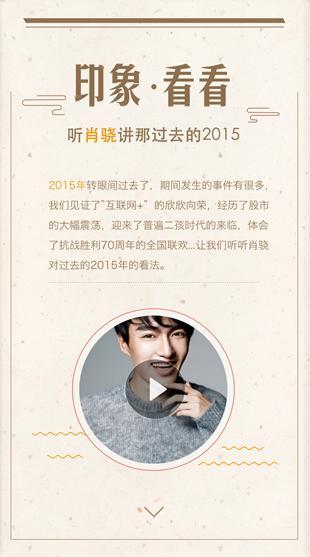 印象·看看
听肖骁讲那过去的2015
2015年转眼间过去了，期间发生的事件有很多，
我们见证了"互联网+"的欣欣向荣，经历了股市
的大幅震荡，迎来了普遍二孩时代的来临，体会
了抗战胜利70周年的全国联欢...让我们听听肖骁
对过去的2015年的看法。